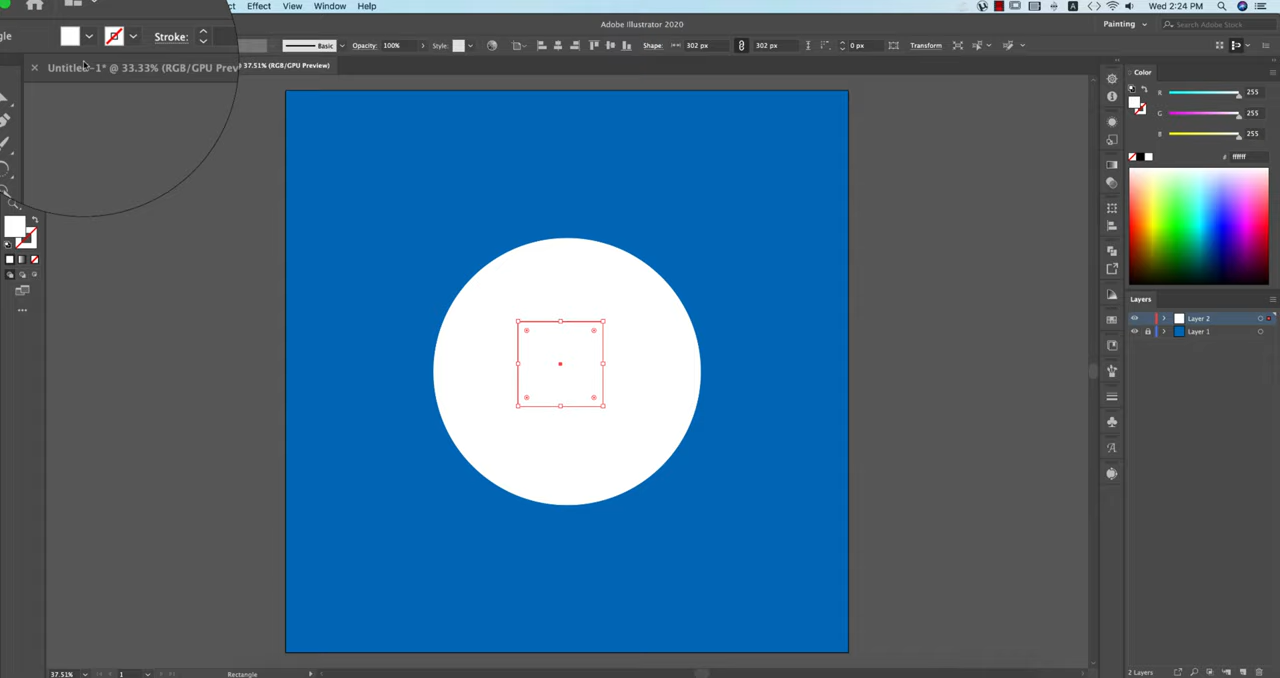 Effect View Window Help Wed 2:24 PM
Adobe Illustrator 2020 Painting Search Adobe Stock
Stroke: Basic Opacity: 100% Style: Shape: 302 px 302 px 0 px Transform
× Untitled-1* @ 33.33% (RGB/GPU Prev 37.51% (RGB/GPU Preview)
Color
R 255
G 255
B 255
# ffffff
Layers
Layer 2
Layer 1
37.51% 1 Rectangle 2 Layers